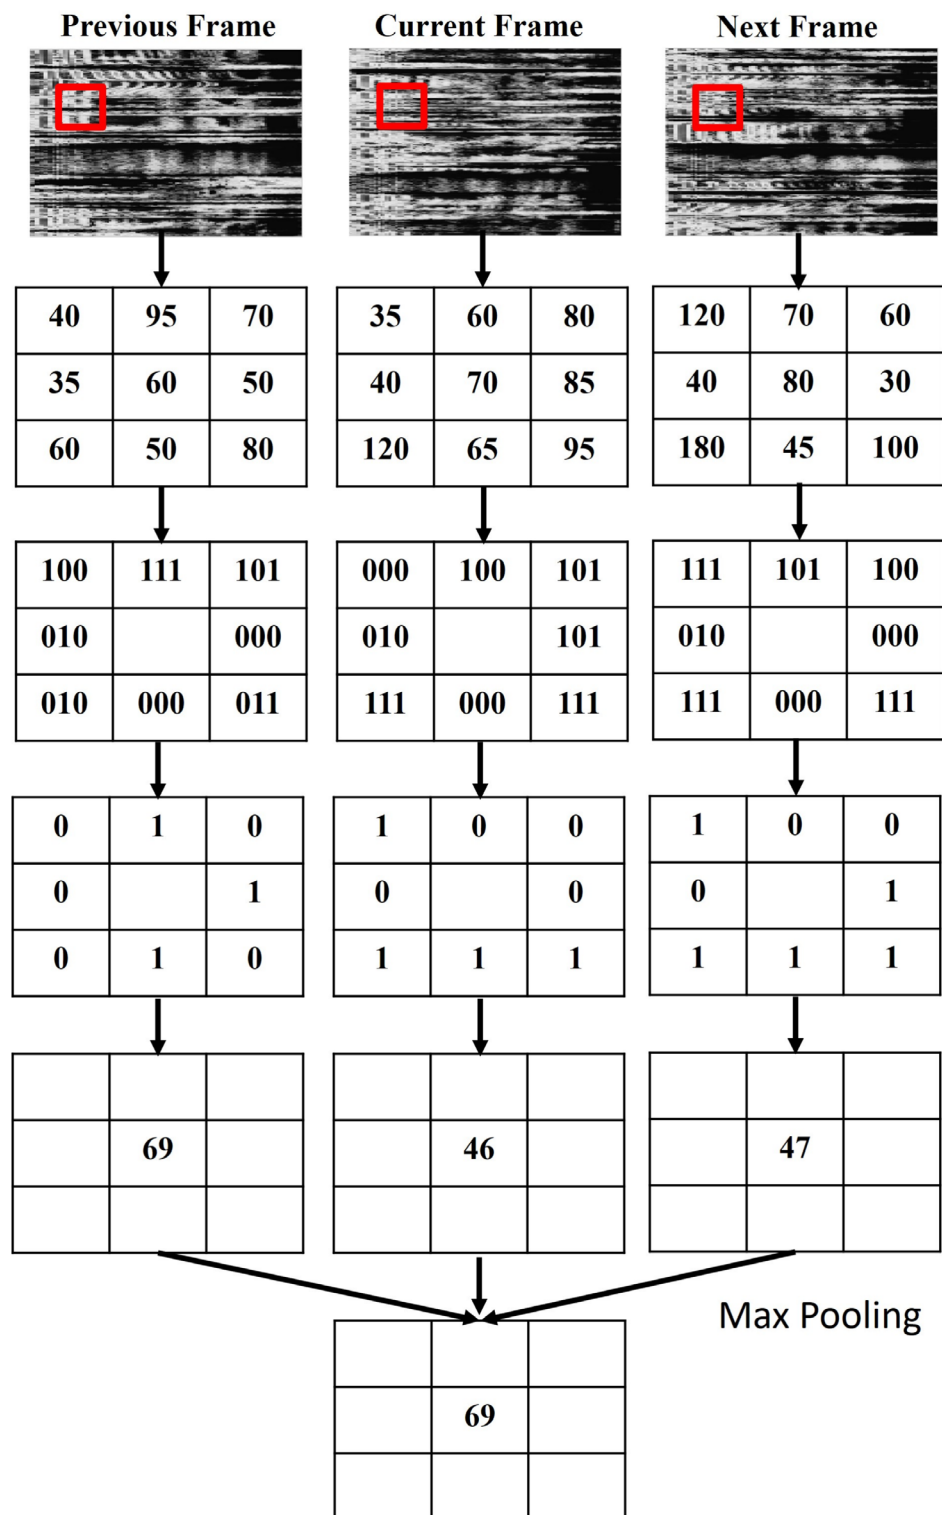 Previous Frame Current Frame Next Frame
40 95 70 35 60 80 120 70 60
35 60 50 40 70 85 40 80 30
60 50 80 120 65 95 180 45 100
100 111 101 000 100 101 111 101 100
010 000 010 101 010 000
010 000 011 111 000 111 111 000 111
0 1 0 1 0 0 1 0 0
0 1 0 0 0 1
0 1 0 1 1 1 1 1 1
69 46 47
Max Pooling
69